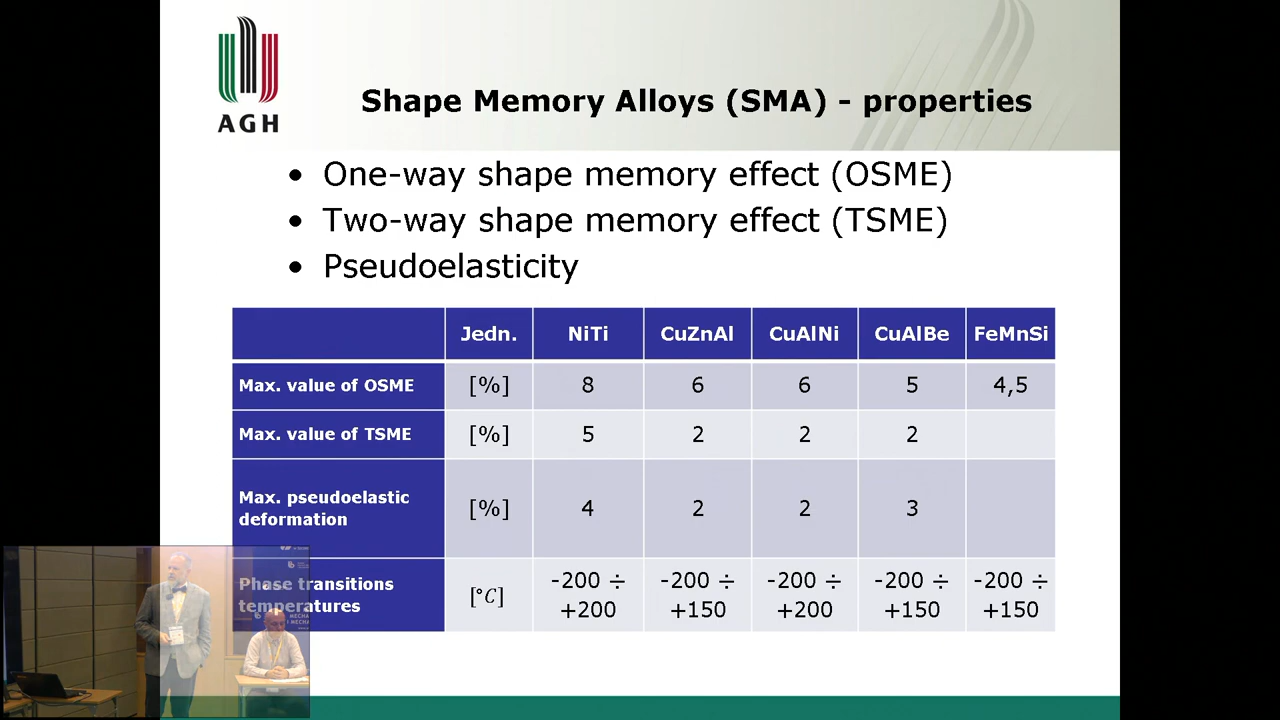 AGH
Shape Memory Alloys (SMA) - properties
• One-way shape memory effect (OSME)
• Two-way shape memory effect (TSME)
• Pseudoelasticity
Jedn. NiTi CuZnAl CuAlNi CuAlBe FeMnSi
Max. value of OSME [%] 8 6 6 5 4,5
Max. value of TSME [%] 5 2 2 2
Max. pseudoelastic
deformation [%] 4 2 2 3
Phase transitions
temperatures [°C] -200 ÷ -200 ÷ -200 ÷ -200 ÷ -200 ÷
+200 +150 +200 +150 +150